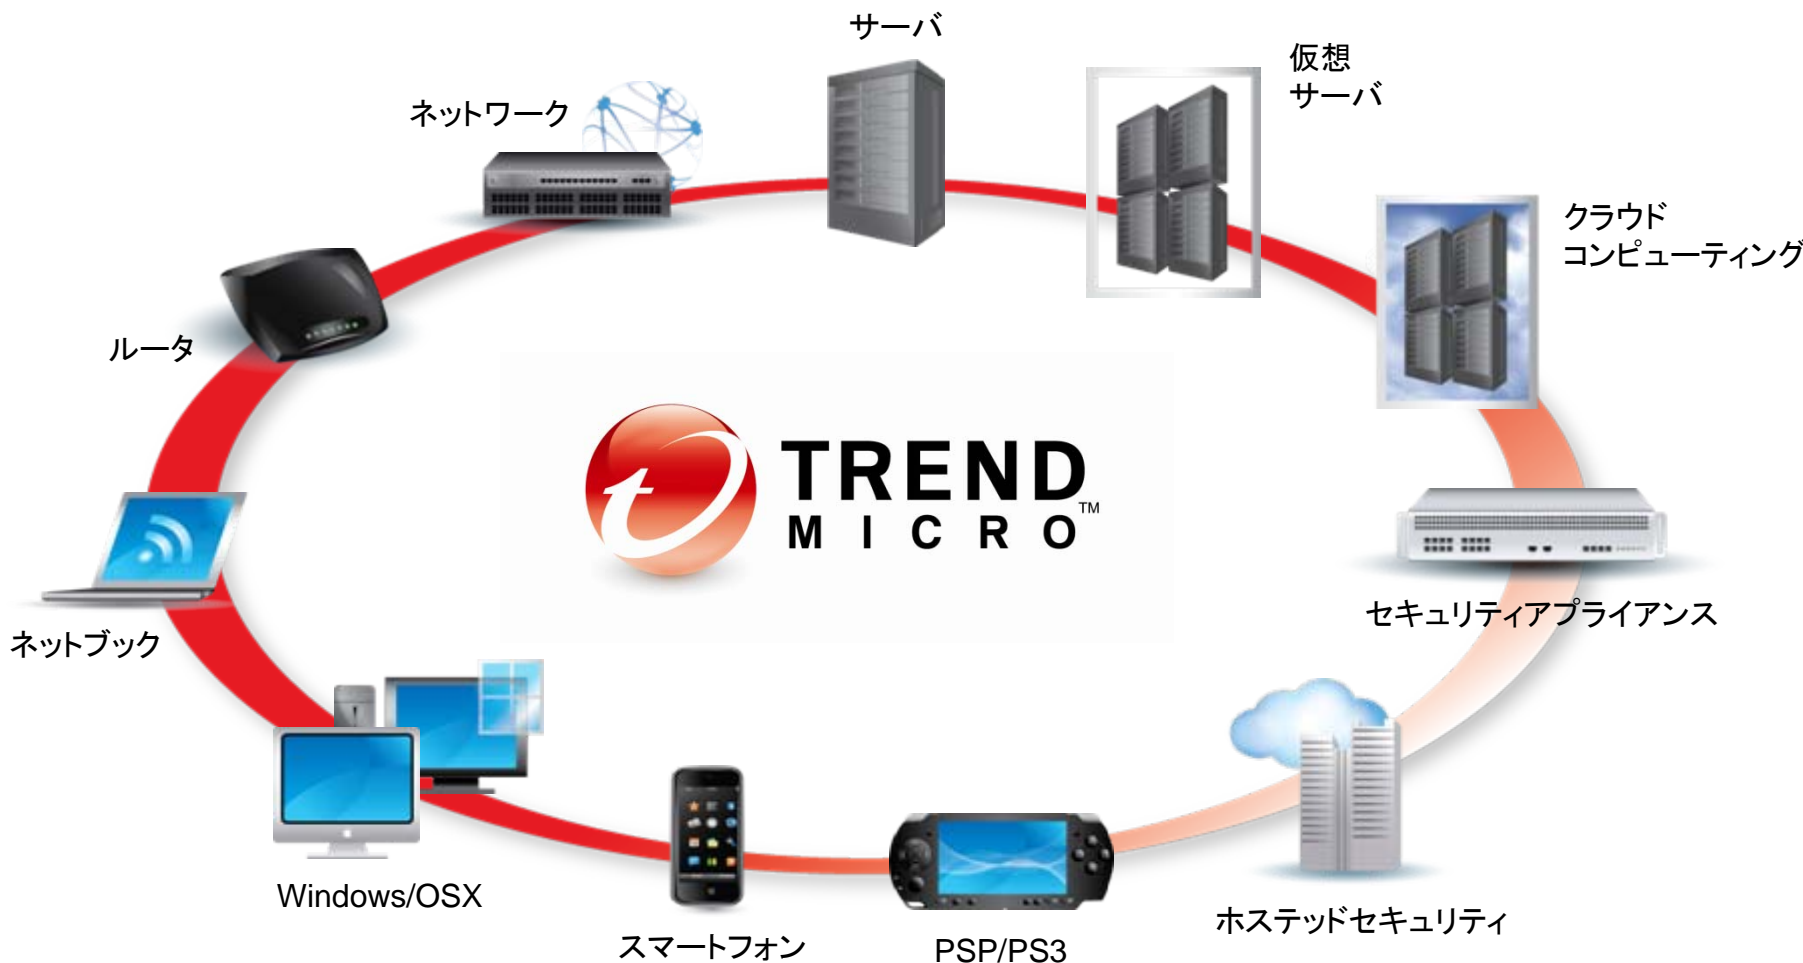 サーバ
仮想
サーバ
ネットワーク
クラウド
コンピューティング
ルータ
TREND
MICRO™
セキュリティアプライアンス
ネットブック
Windows/OSX
スマートフォン
PSP/PS3
ホステッドセキュリティ